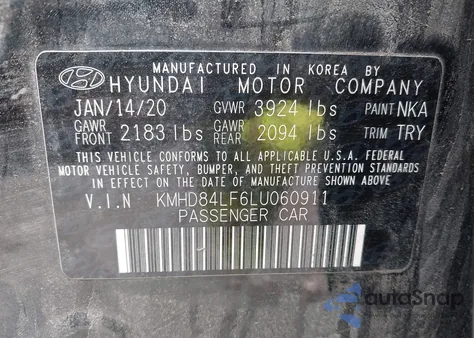 MANUFACTURED IN KOREA BY
HYUNDAI MOTOR COMPANY
JAN/14/20 GVWR 3924 lbs PAINT NKA
GAWR FRONT 2183 lbs GAWR REAR 2094 lbs TRIM TRY
THIS VEHICLE CONFORMS TO ALL APPLICABLE U.S.A. FEDERAL
MOTOR VEHICLE SAFETY, BUMPER, AND THEFT PREVENTION STANDARDS
IN EFFECT ON THE DATE OF MANUFACTURE SHOWN ABOVE
V.I.N KMHD84LF6LU060911
PASSENGER CAR
autoSnap